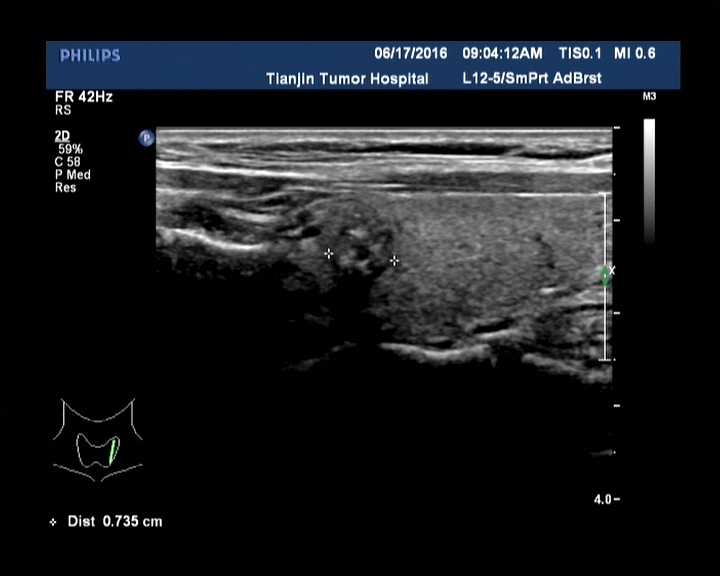 PHILIPS
06/17/2016 09:04:12AM TIS0.1 MI 0.6
Tianjin Tumor Hospital L12-5/SmPrt AdBrst
FR 42Hz
RS
M3
2D
59%
C 58
P Med
Res
P
X
4.0
Dist 0.735 cm